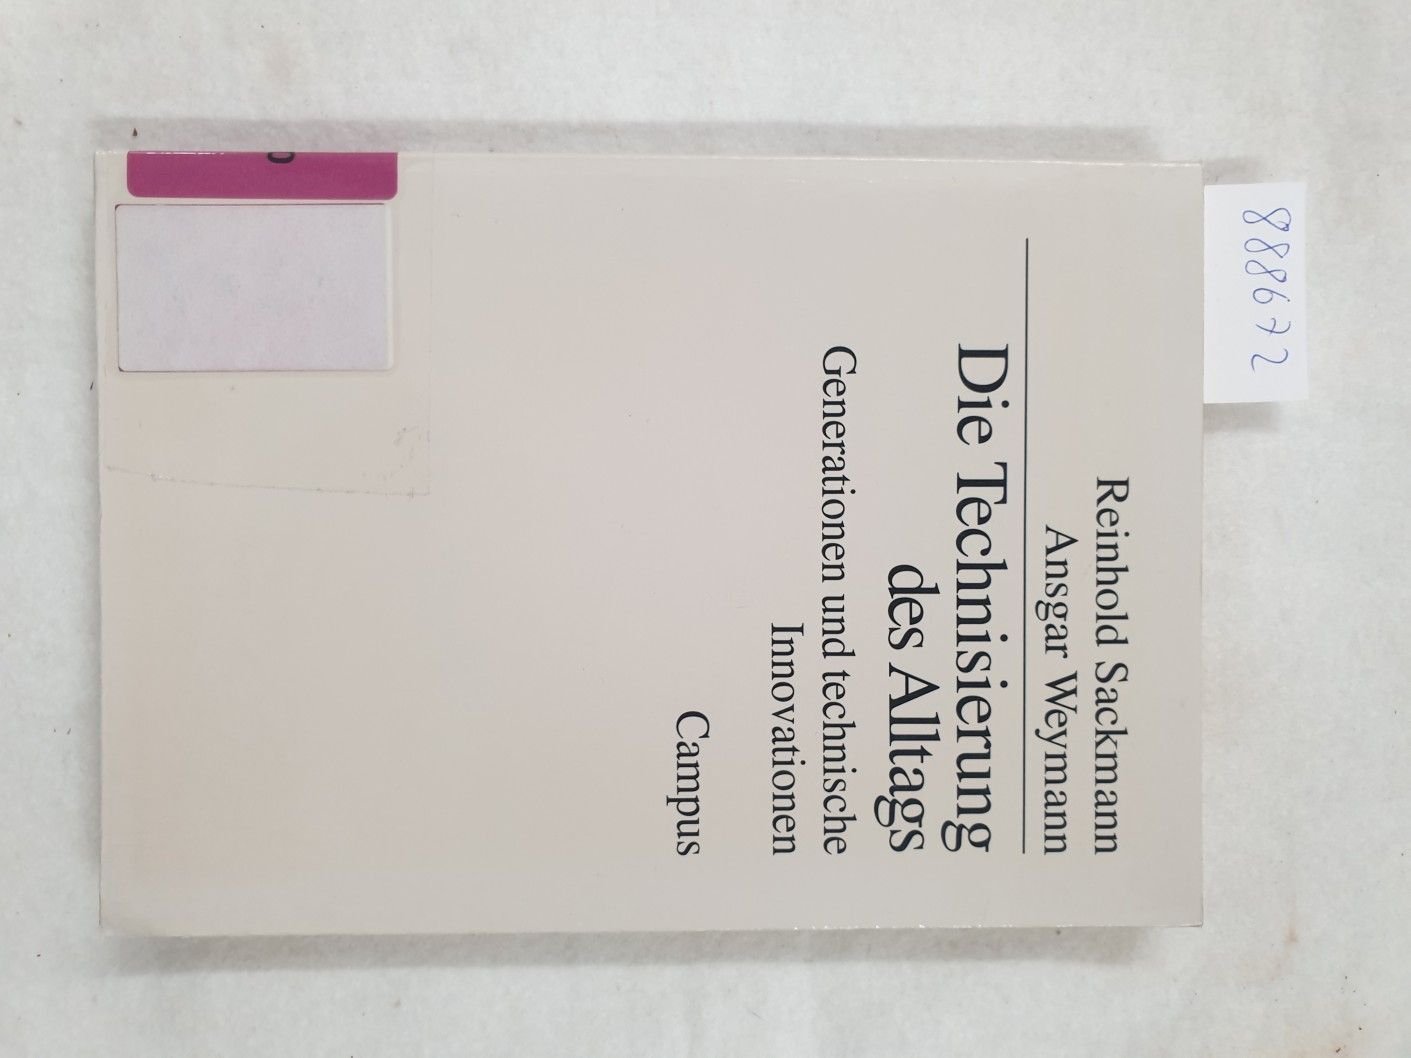 Reinhold Sackmann
Ansgar Weymann
Die Technisierung
des Alltags
Generationen und technische
Innovationen
Campus
888672